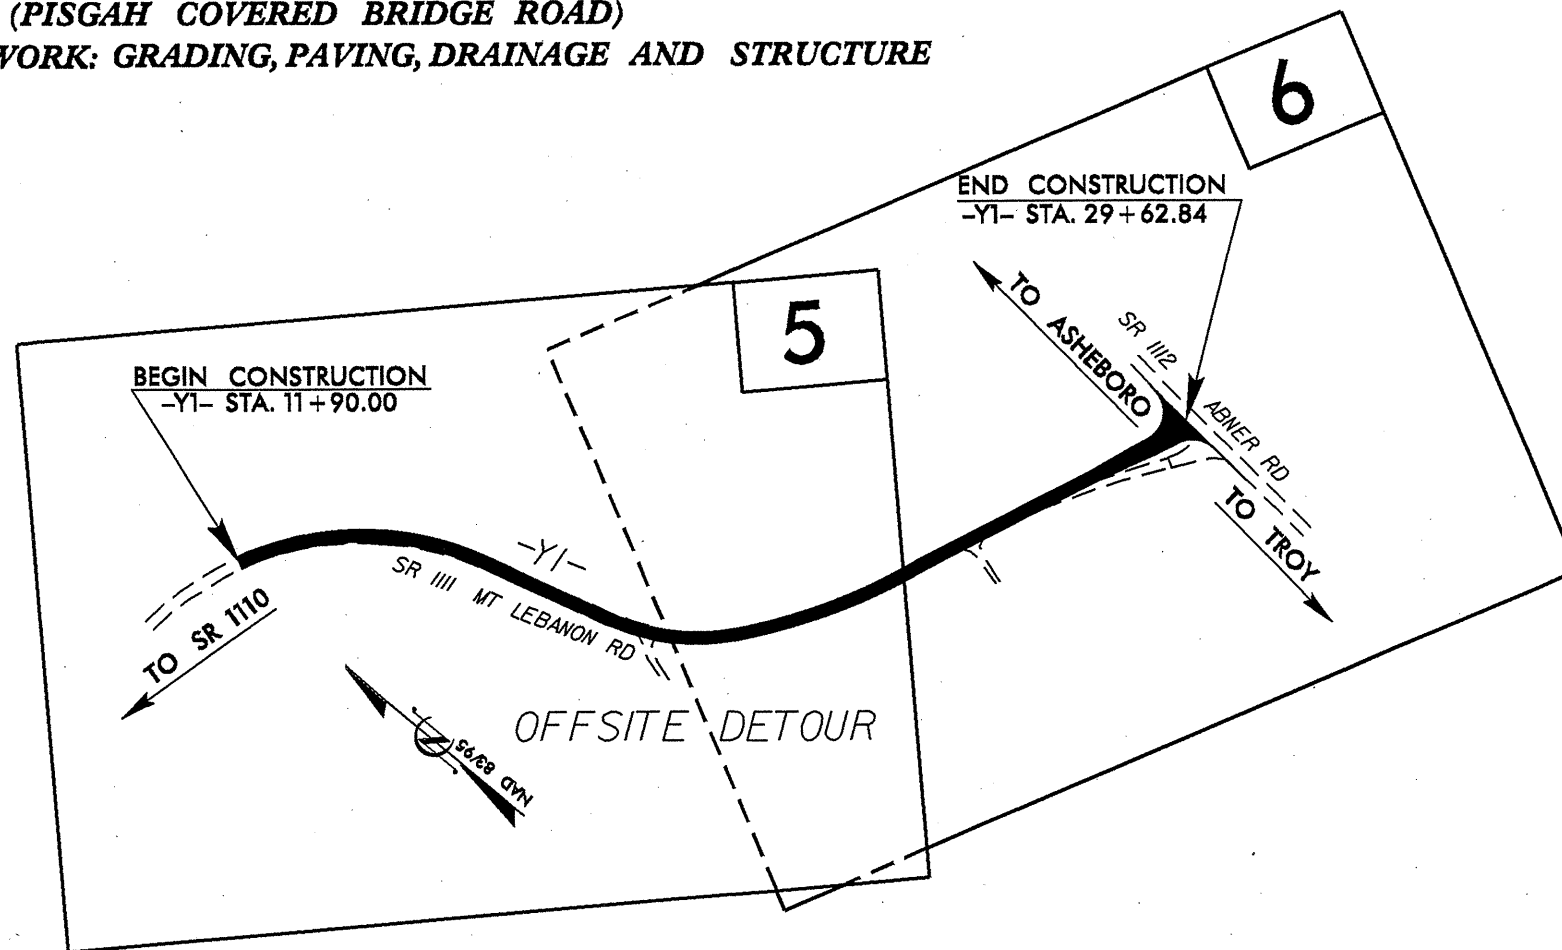 (PISGAH COVERED BRIDGE ROAD)
WORK: GRADING, PAVING, DRAINAGE AND STRUCTURE
6
END CONSTRUCTION
-Y1- STA. 29+62.84
5
TO ASHEBORO
SR 1112
ABNER RD
BEGIN CONSTRUCTION
-Y1- STA. 11+90.00
TO TROY
-Y1-
SR 1111 MT LEBANON RD
TO SR 1110
OFFSITE DETOUR
N
NAD 83/95